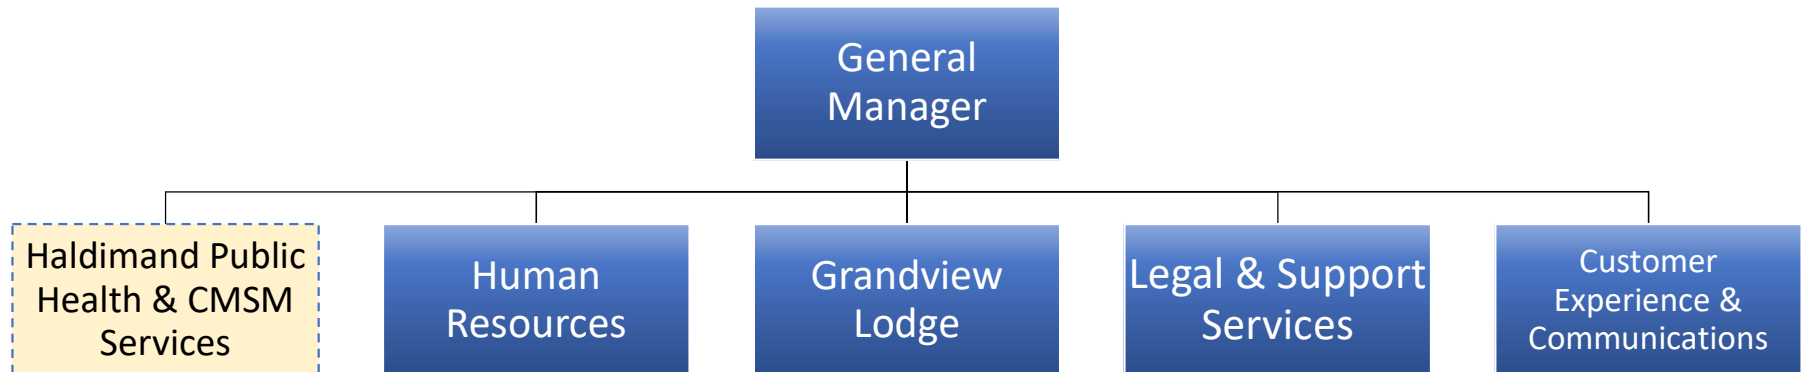 General
Manager
Haldimand Public
Health & CMSM
Services
Human
Resources
Grandview
Lodge
Legal & Support
Services
Customer
Experience &
Communications